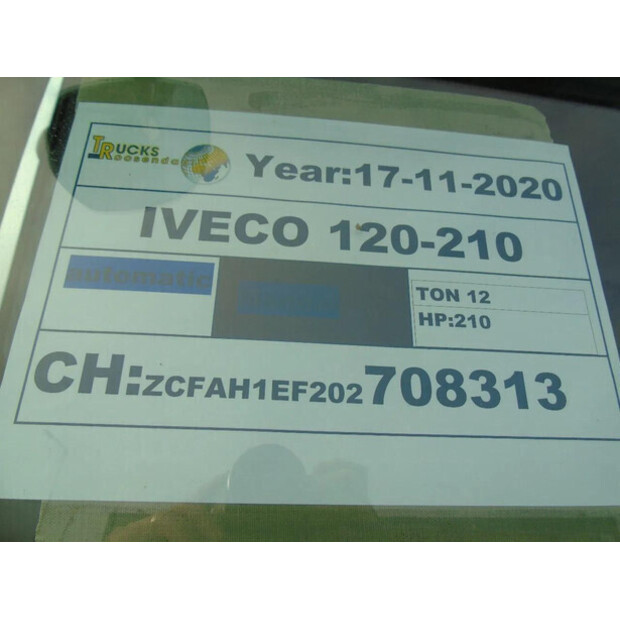 TRUCKS
Roosendaal
Year:17-11-2020
IVECO 120-210
automatic
TON 12
HP:210
CH:ZCFAH1EF202708313